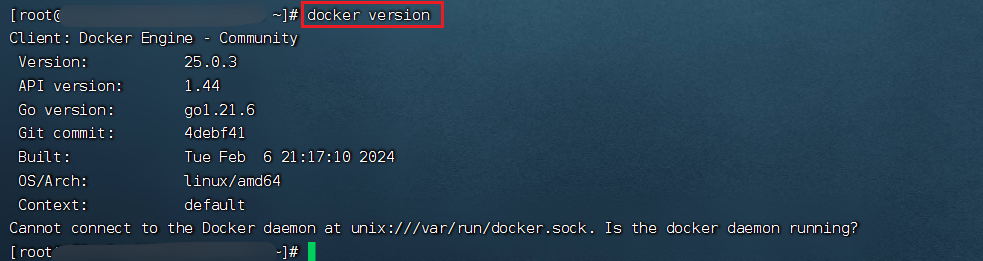 [root@ ~]# docker version
Client: Docker Engine - Community
Version: 25.0.3
API version: 1.44
Go version: go1.21.6
Git commit: 4debf41
Built: Tue Feb  6 21:17:10 2024
OS/Arch: linux/amd64
Context: default
Cannot connect to the Docker daemon at unix:///var/run/docker.sock. Is the docker daemon running?
[root ~]#